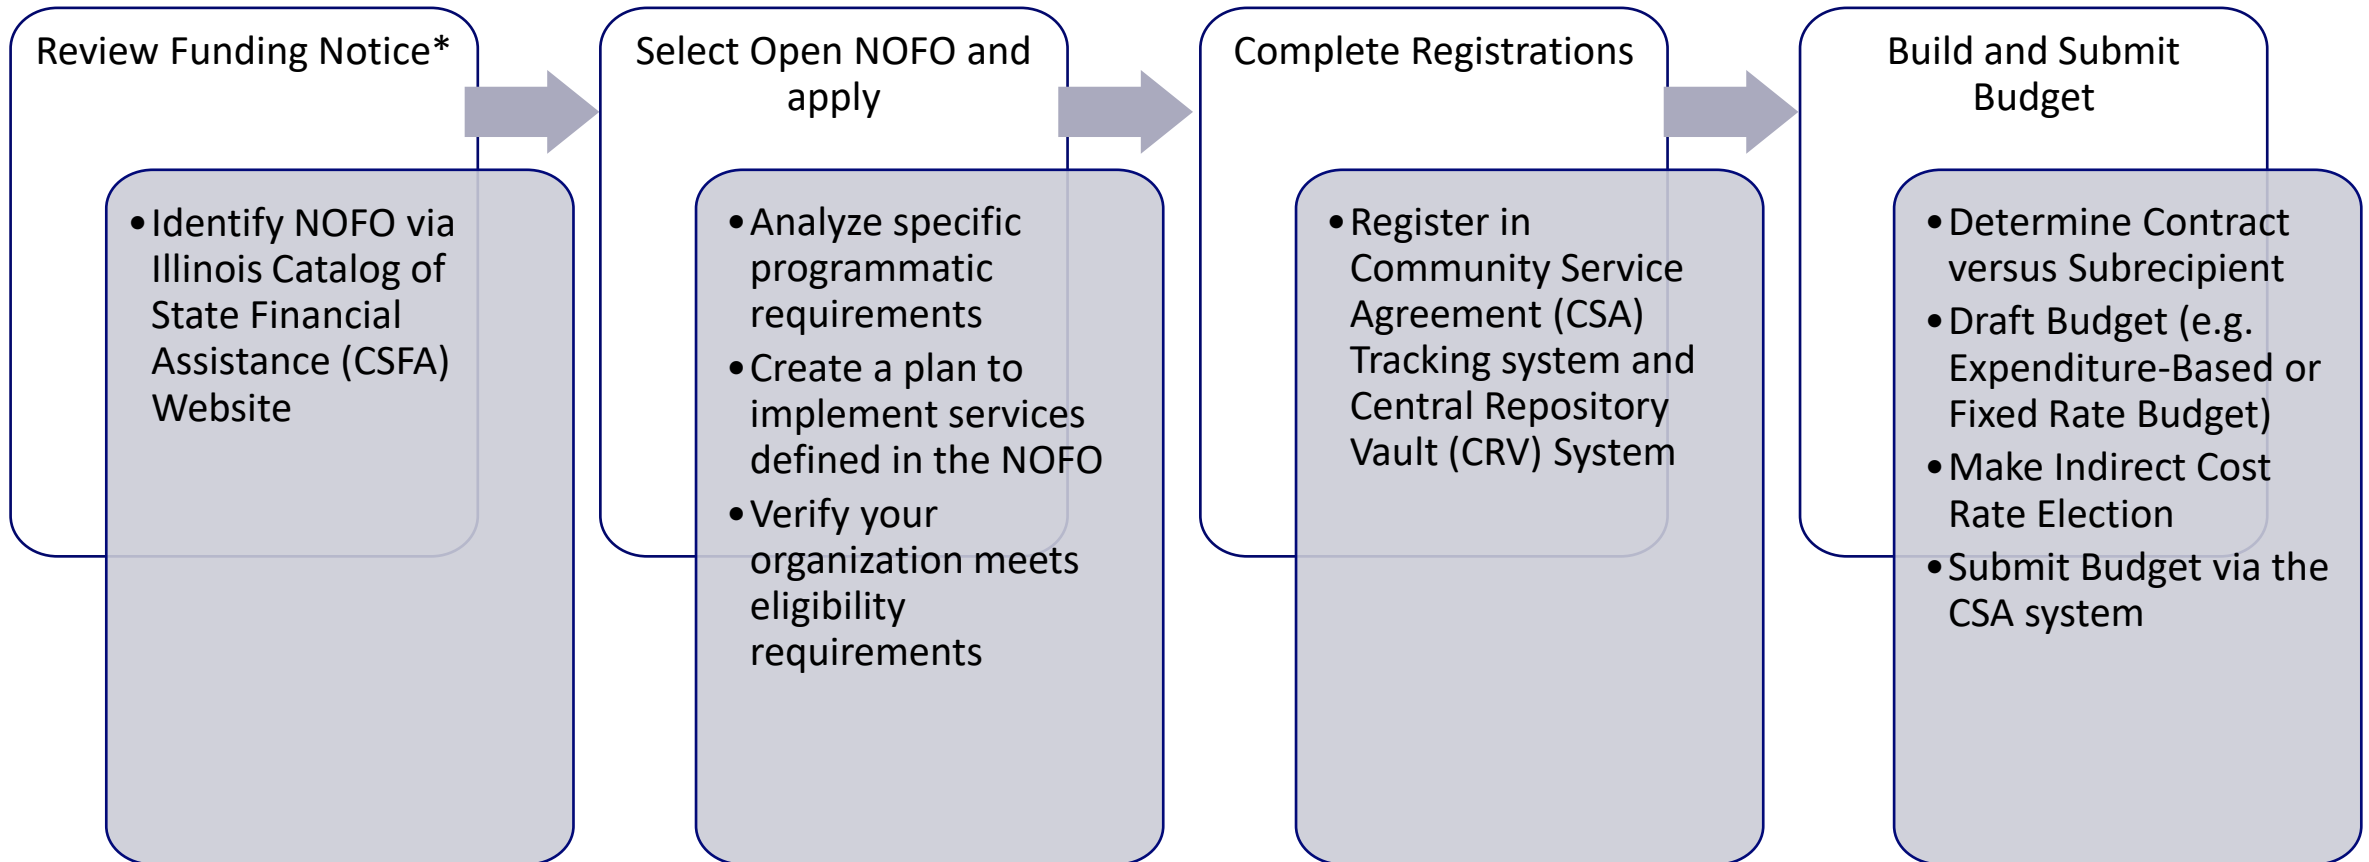 Review Funding Notice*
• Identify NOFO via
Illinois Catalog of
State Financial
Assistance (CSFA)
Website
Select Open NOFO and
apply
• Analyze specific
programmatic
requirements
• Create a plan to
implement services
defined in the NOFO
• Verify your
organization meets
eligibility
requirements
Complete Registrations
• Register in
Community Service
Agreement (CSA)
Tracking system and
Central Repository
Vault (CRV) System
Build and Submit
Budget
• Determine Contract
versus Subrecipient
• Draft Budget (e.g.
Expenditure-Based or
Fixed Rate Budget)
• Make Indirect Cost
Rate Election
• Submit Budget via the
CSA system